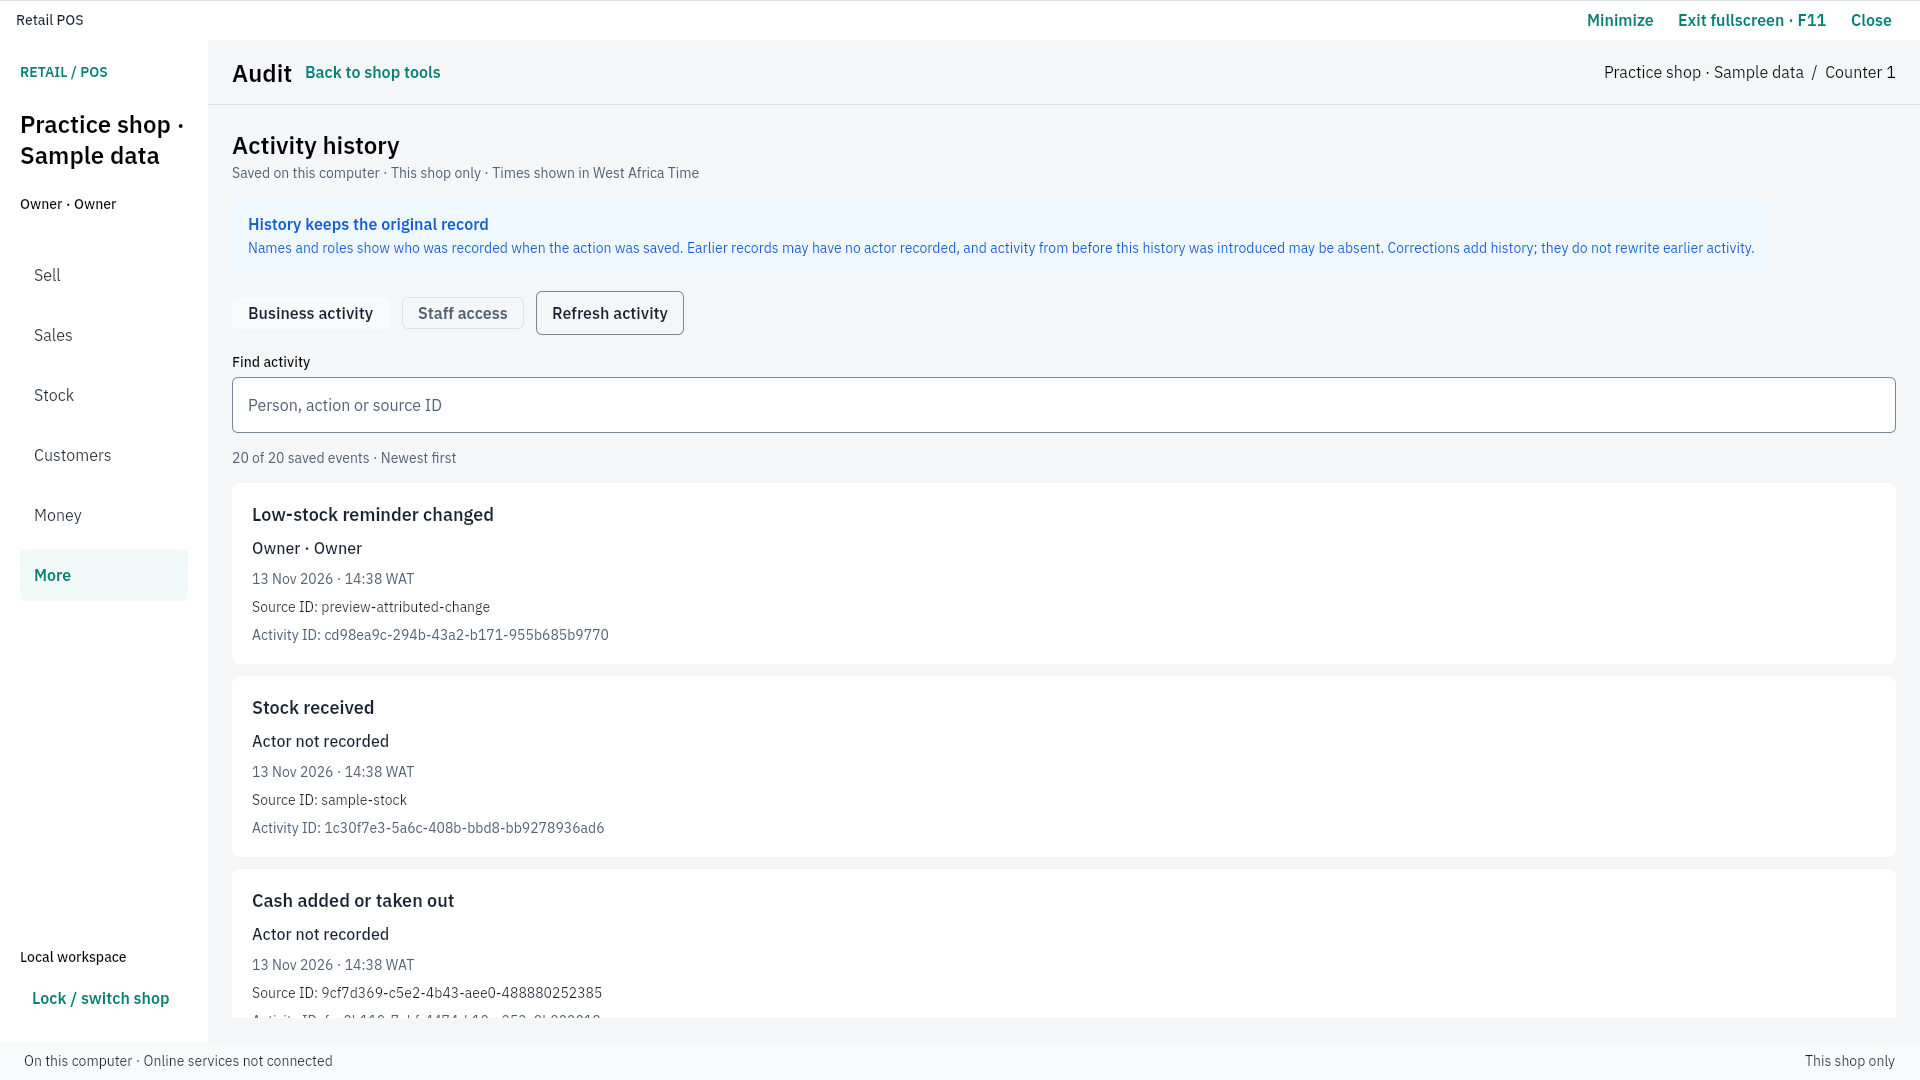 Retail POS
Minimize
Exit fullscreen · F11
Close
RETAIL / POS
Practice shop ·
Sample data
Owner · Owner
Sell
Sales
Stock
Customers
Money
More
Local workspace
Lock / switch shop
Audit
Back to shop tools
Practice shop · Sample data / Counter 1
Activity history
Saved on this computer · This shop only · Times shown in West Africa Time
History keeps the original record
Names and roles show who was recorded when the action was saved. Earlier records may have no actor recorded, and activity from before this history was introduced may be absent. Corrections add history; they do not rewrite earlier activity.
Business activity
Staff access
Refresh activity
Find activity
Person, action or source ID
20 of 20 saved events · Newest first
Low-stock reminder changed
Owner · Owner
13 Nov 2026 · 14:38 WAT
Source ID: preview-attributed-change
Activity ID: cd98ea9c-294b-43a2-b171-955b685b9770
Stock received
Actor not recorded
13 Nov 2026 · 14:38 WAT
Source ID: sample-stock
Activity ID: 1c30f7e3-5a6c-408b-bbd8-bb9278936ad6
Cash added or taken out
Actor not recorded
13 Nov 2026 · 14:38 WAT
Source ID: 9cf7d369-c5e2-4b43-aee0-488880252385
On this computer · Online services not connected
This shop only